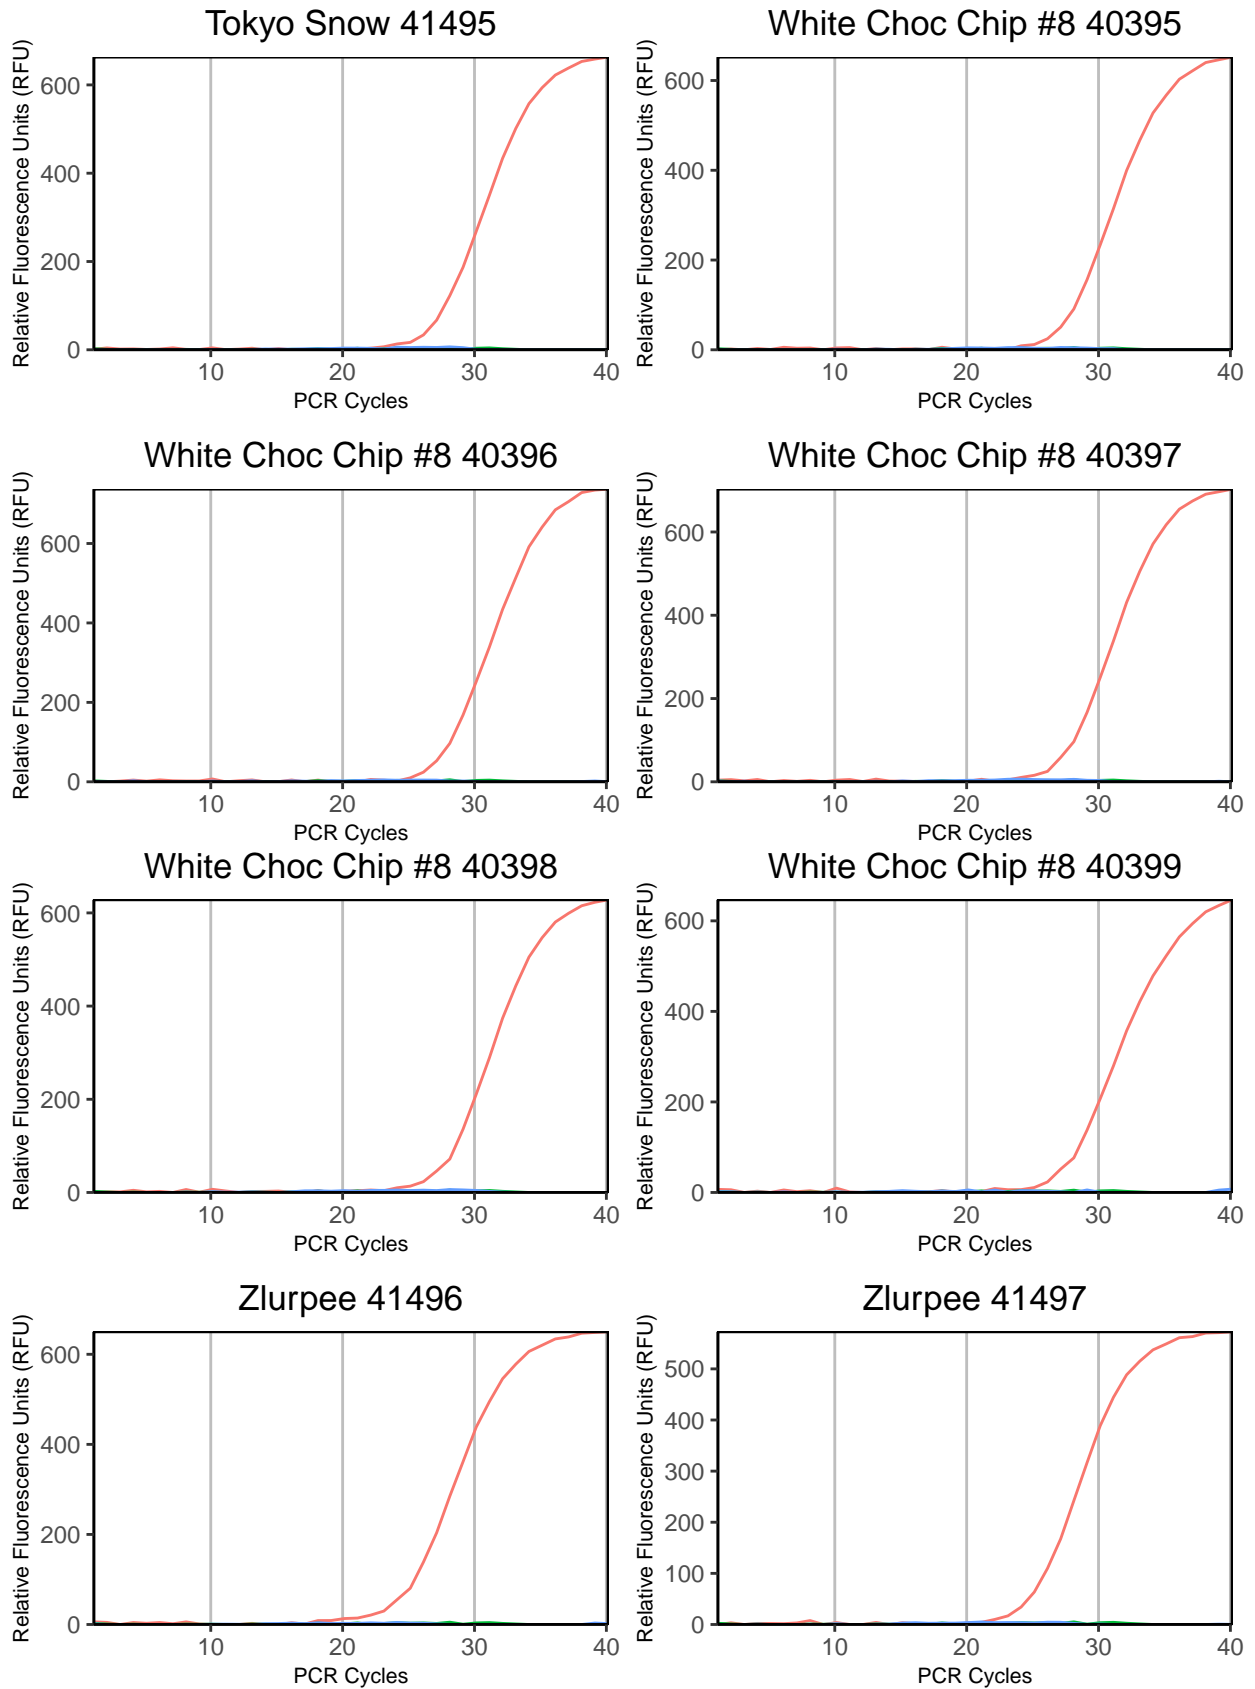 Tokyo Snow 41495
Relative Fluorescence Units (RFU)
600
400
200
0
10 20 30 40
PCR Cycles
White Choc Chip #8 40395
Relative Fluorescence Units (RFU)
600
400
200
0
10 20 30 40
PCR Cycles
White Choc Chip #8 40396
Relative Fluorescence Units (RFU)
600
400
200
0
10 20 30 40
PCR Cycles
White Choc Chip #8 40397
Relative Fluorescence Units (RFU)
600
400
200
0
10 20 30 40
PCR Cycles
White Choc Chip #8 40398
Relative Fluorescence Units (RFU)
600
400
200
0
10 20 30 40
PCR Cycles
White Choc Chip #8 40399
Relative Fluorescence Units (RFU)
600
400
200
0
10 20 30 40
PCR Cycles
Zlurpee 41496
Relative Fluorescence Units (RFU)
600
400
200
0
10 20 30 40
PCR Cycles
Zlurpee 41497
Relative Fluorescence Units (RFU)
500
400
300
200
100
0
10 20 30 40
PCR Cycles